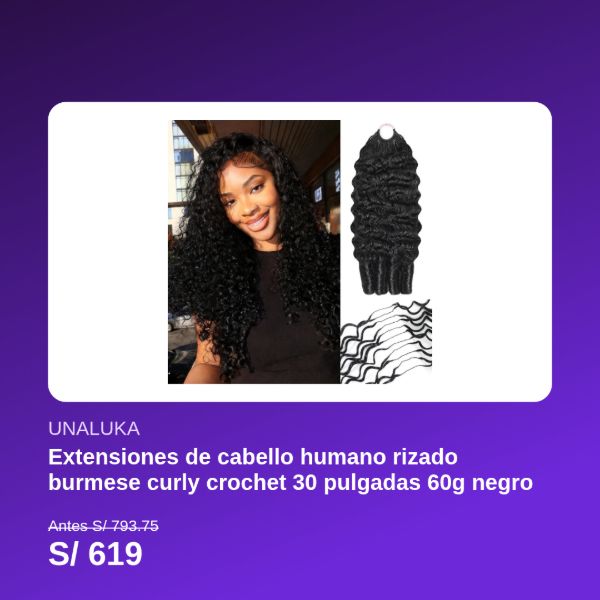 UNALUKA
Extensiones de cabello humano rizado
burmese curly crochet 30 pulgadas 60g negro
Antes S/ 793.75
S/ 619